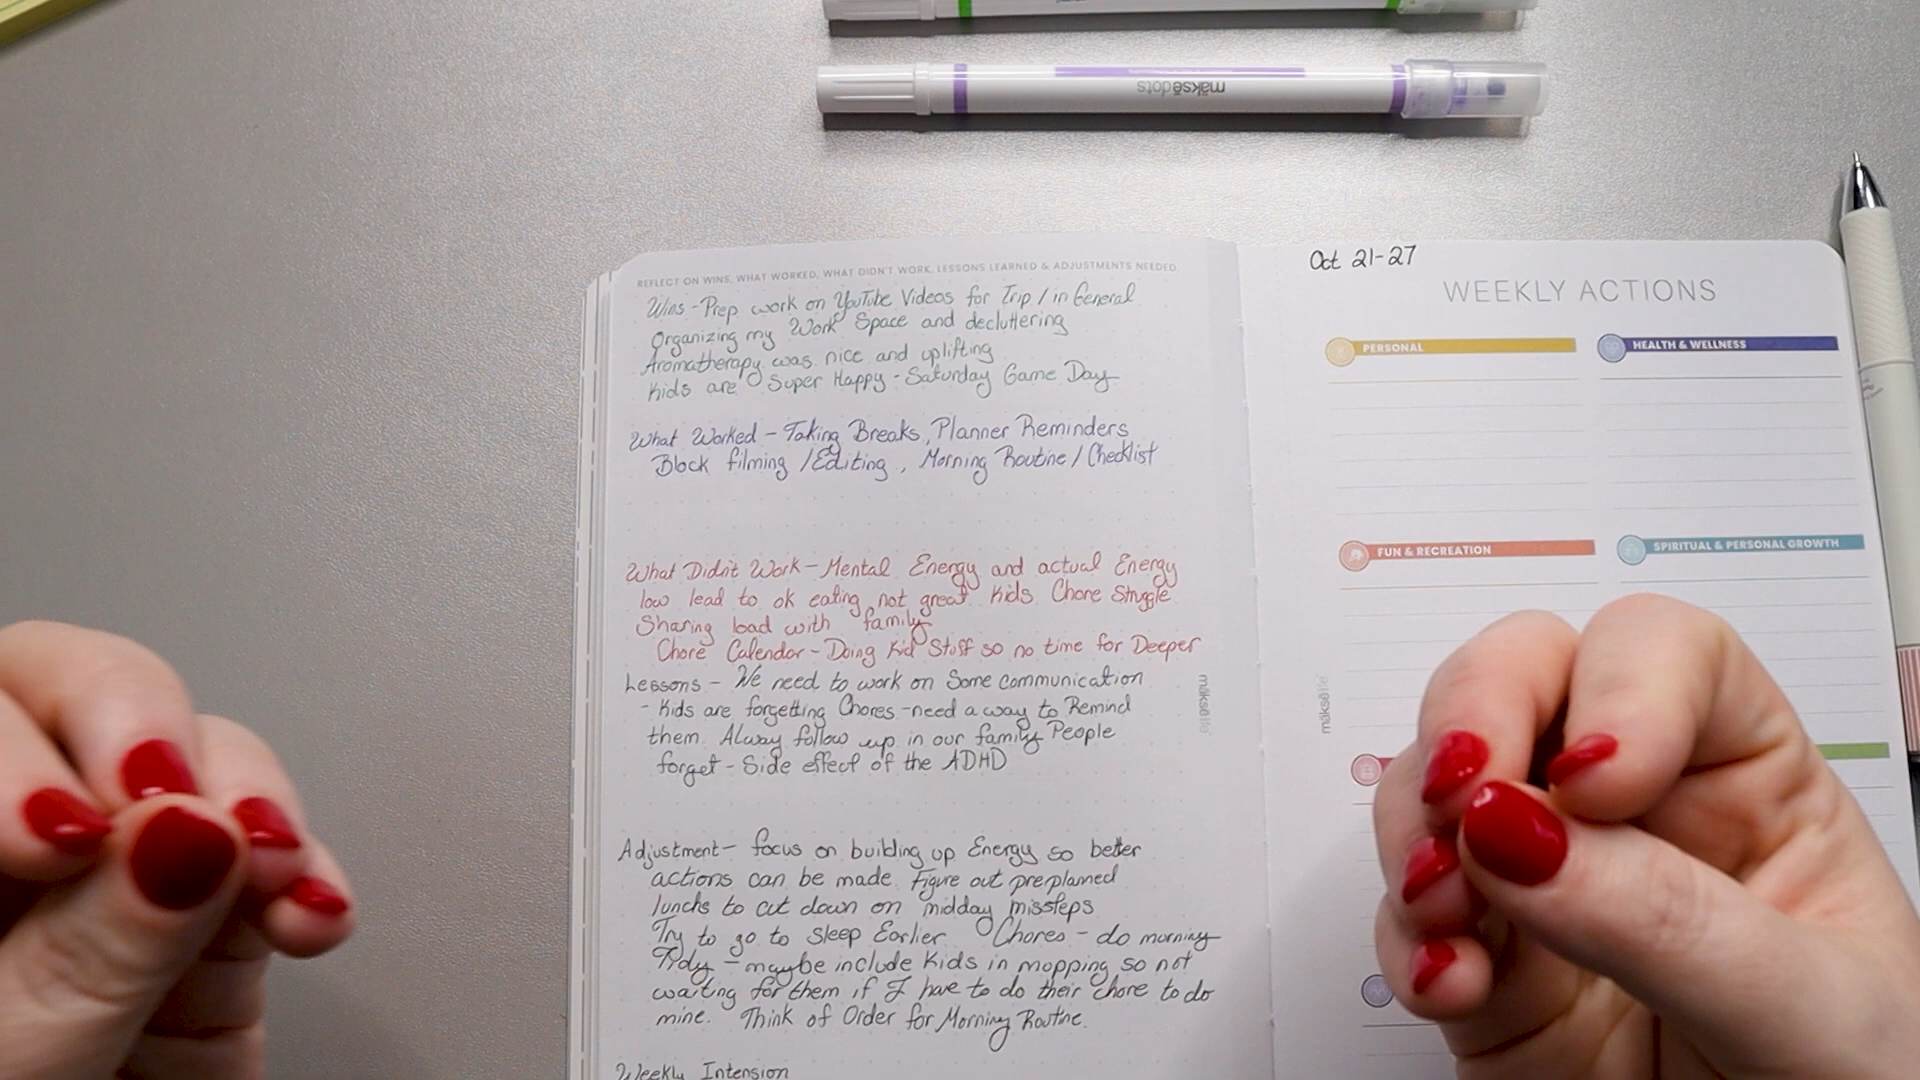 māksēdots
REFLECT ON WINS, WHAT WORKED, WHAT DIDN'T WORK, LESSONS LEARNED & ADJUSTMENTS NEEDED
Wins - Prep work on YouTube Videos for Trip / in General
Organizing my Work Space and decluttering
Aromatherapy was nice and uplifting
Kids are Super Happy - Saturday Game Day
What Worked - Taking Breaks, Planner Reminders
Block filming / Editing, Morning Routine / Checklist
What Didn't Work - Mental Energy and actual Energy
low lead to ok eating not great Kids Chore Struggle
Sharing load with family
Chore Calendar - Doing Kid Stuff so no time for Deeper
Lessons - We need to work on Some communication
- Kids are forgetting Chores - need a way to Remind
them. Alway follow up in our family People
forget - Side effect of the ADHD
Adjustment - focus on building up Energy so better
actions can be made. Figure out preplanned
lunchs to cut down on midday missteps
Try to go to Sleep Earlier. Chores - do morning
Tidy - maybe include Kids in mopping so not
waiting for them if I have to do their chore to do
mine. Think of Order for Morning Routine.
Weekly Intension
māksēlife
Oct 21-27
WEEKLY ACTIONS
PERSONAL
HEALTH & WELLNESS
FUN & RECREATION
SPIRITUAL & PERSONAL GROWTH
māksēlife